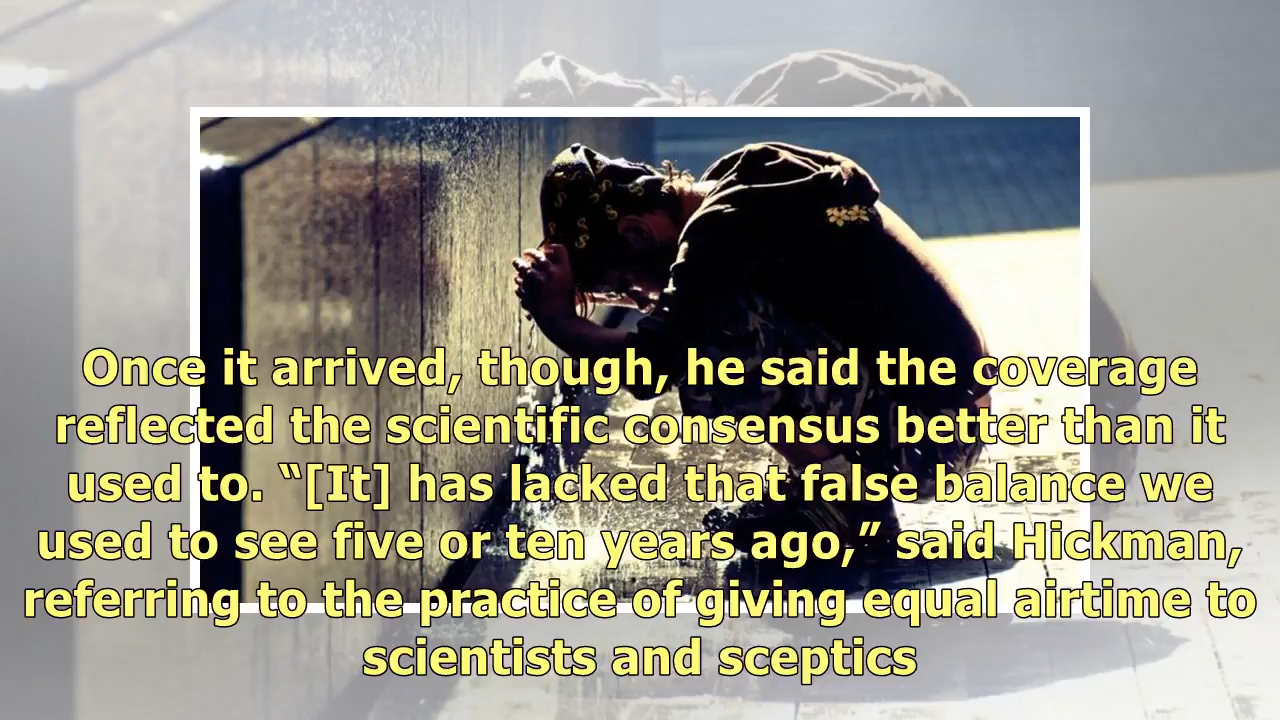 Once it arrived, though, he said the coverage
reflected the scientific consensus better than it
used to. “[It] has lacked that false balance we
used to see five or ten years ago,” said Hickman,
referring to the practice of giving equal airtime to
scientists and sceptics